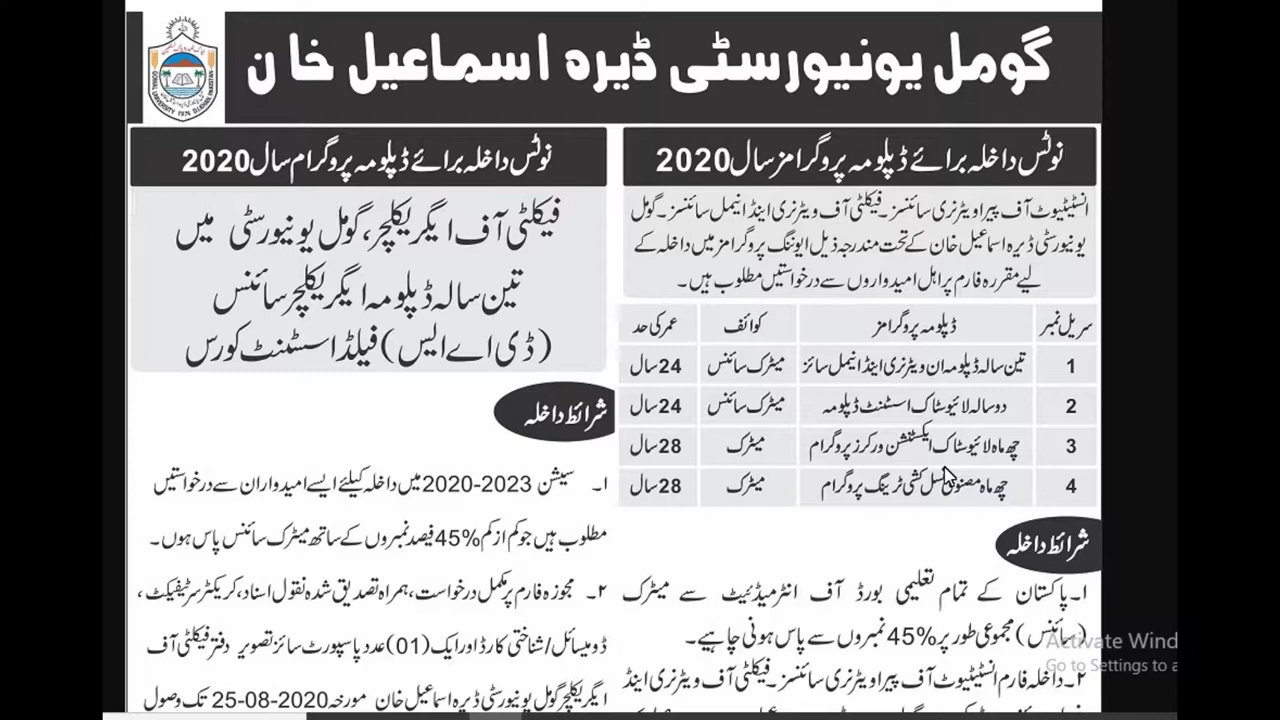 گومل یونیورسٹی ڈیرہ اسماعیل خان
نوٹس داخلہ برائے ڈپلومہ پروگرامز سال 2020
انسٹیٹیوٹ آف پیرا ویٹرنری سائنسز۔ فیکلٹی آف ویٹرنری اینڈ انیمل سائنسز۔ گومل
یونیورسٹی ڈیرہ اسماعیل خان کے تحت مندرجہ ذیل ایوننگ پروگرامز میں داخلہ کے
لیے مقررہ فارم پر اہل امیدواروں سے درخواستیں مطلوب ہیں۔
سریل نمبر ڈپلومہ پروگرامز کوائف عمر کی حد
1 تین سالہ ڈپلومہ ان ویٹرنری اینڈ انیمل سائز میٹرک سائنس 24 سال
2 دو سالہ لائیوسٹاک اسسٹنٹ ڈپلومہ میٹرک سائنس 24 سال
3 چھ ماہ لائیوسٹاک ایکسٹنشن ورکرز پروگرام میٹرک 28 سال
4 چھ ماہ مصنوعی نسل کشی ٹریننگ پروگرام میٹرک 28 سال
شرائط داخلہ
۱۔ پاکستان کے تمام تعلیمی بورڈ آف انٹرمیڈئیٹ سے میٹرک
(سائنس) مجموعی طور پر 45% نمبروں سے پاس ہونی چاہیے۔
۲۔ داخلہ فارم انسٹیٹیوٹ آف پیرا ویٹرنری سائنسز۔ فیکلٹی آف ویٹرنری اینڈ
نوٹس داخلہ برائے ڈپلومہ پروگرام سال 2020
فیکلٹی آف ایگریکلچر، گومل یونیورسٹی میں
تین سالہ ڈپلومہ ایگریکلچر سائنس
(ڈی اے ایس) فیلڈ اسسٹنٹ کورس
شرائط داخلہ
۱۔ سیشن 2023-2020 میں داخلہ کیلئے ایسے امیدواران سے درخواستیں
مطلوب ہیں جو کم از کم 45% فیصد نمبروں کے ساتھ میٹرک سائنس پاس ہوں۔
۲۔ مجوزہ فارم پر مکمل درخواست، ہمراہ تصدیق شدہ نقول اسناد، کریکٹر سرٹیفکیٹ،
ڈومیسائل/شناختی کارڈ اور ایک (01) عدد پاسپورٹ سائز تصویر دفتر فیکلٹی آف
ایگریکلچر گومل یونیورسٹی ڈیرہ اسماعیل خان مورخہ 2020-08-25 تک وصول
Activate Wind
Go to Settings to a